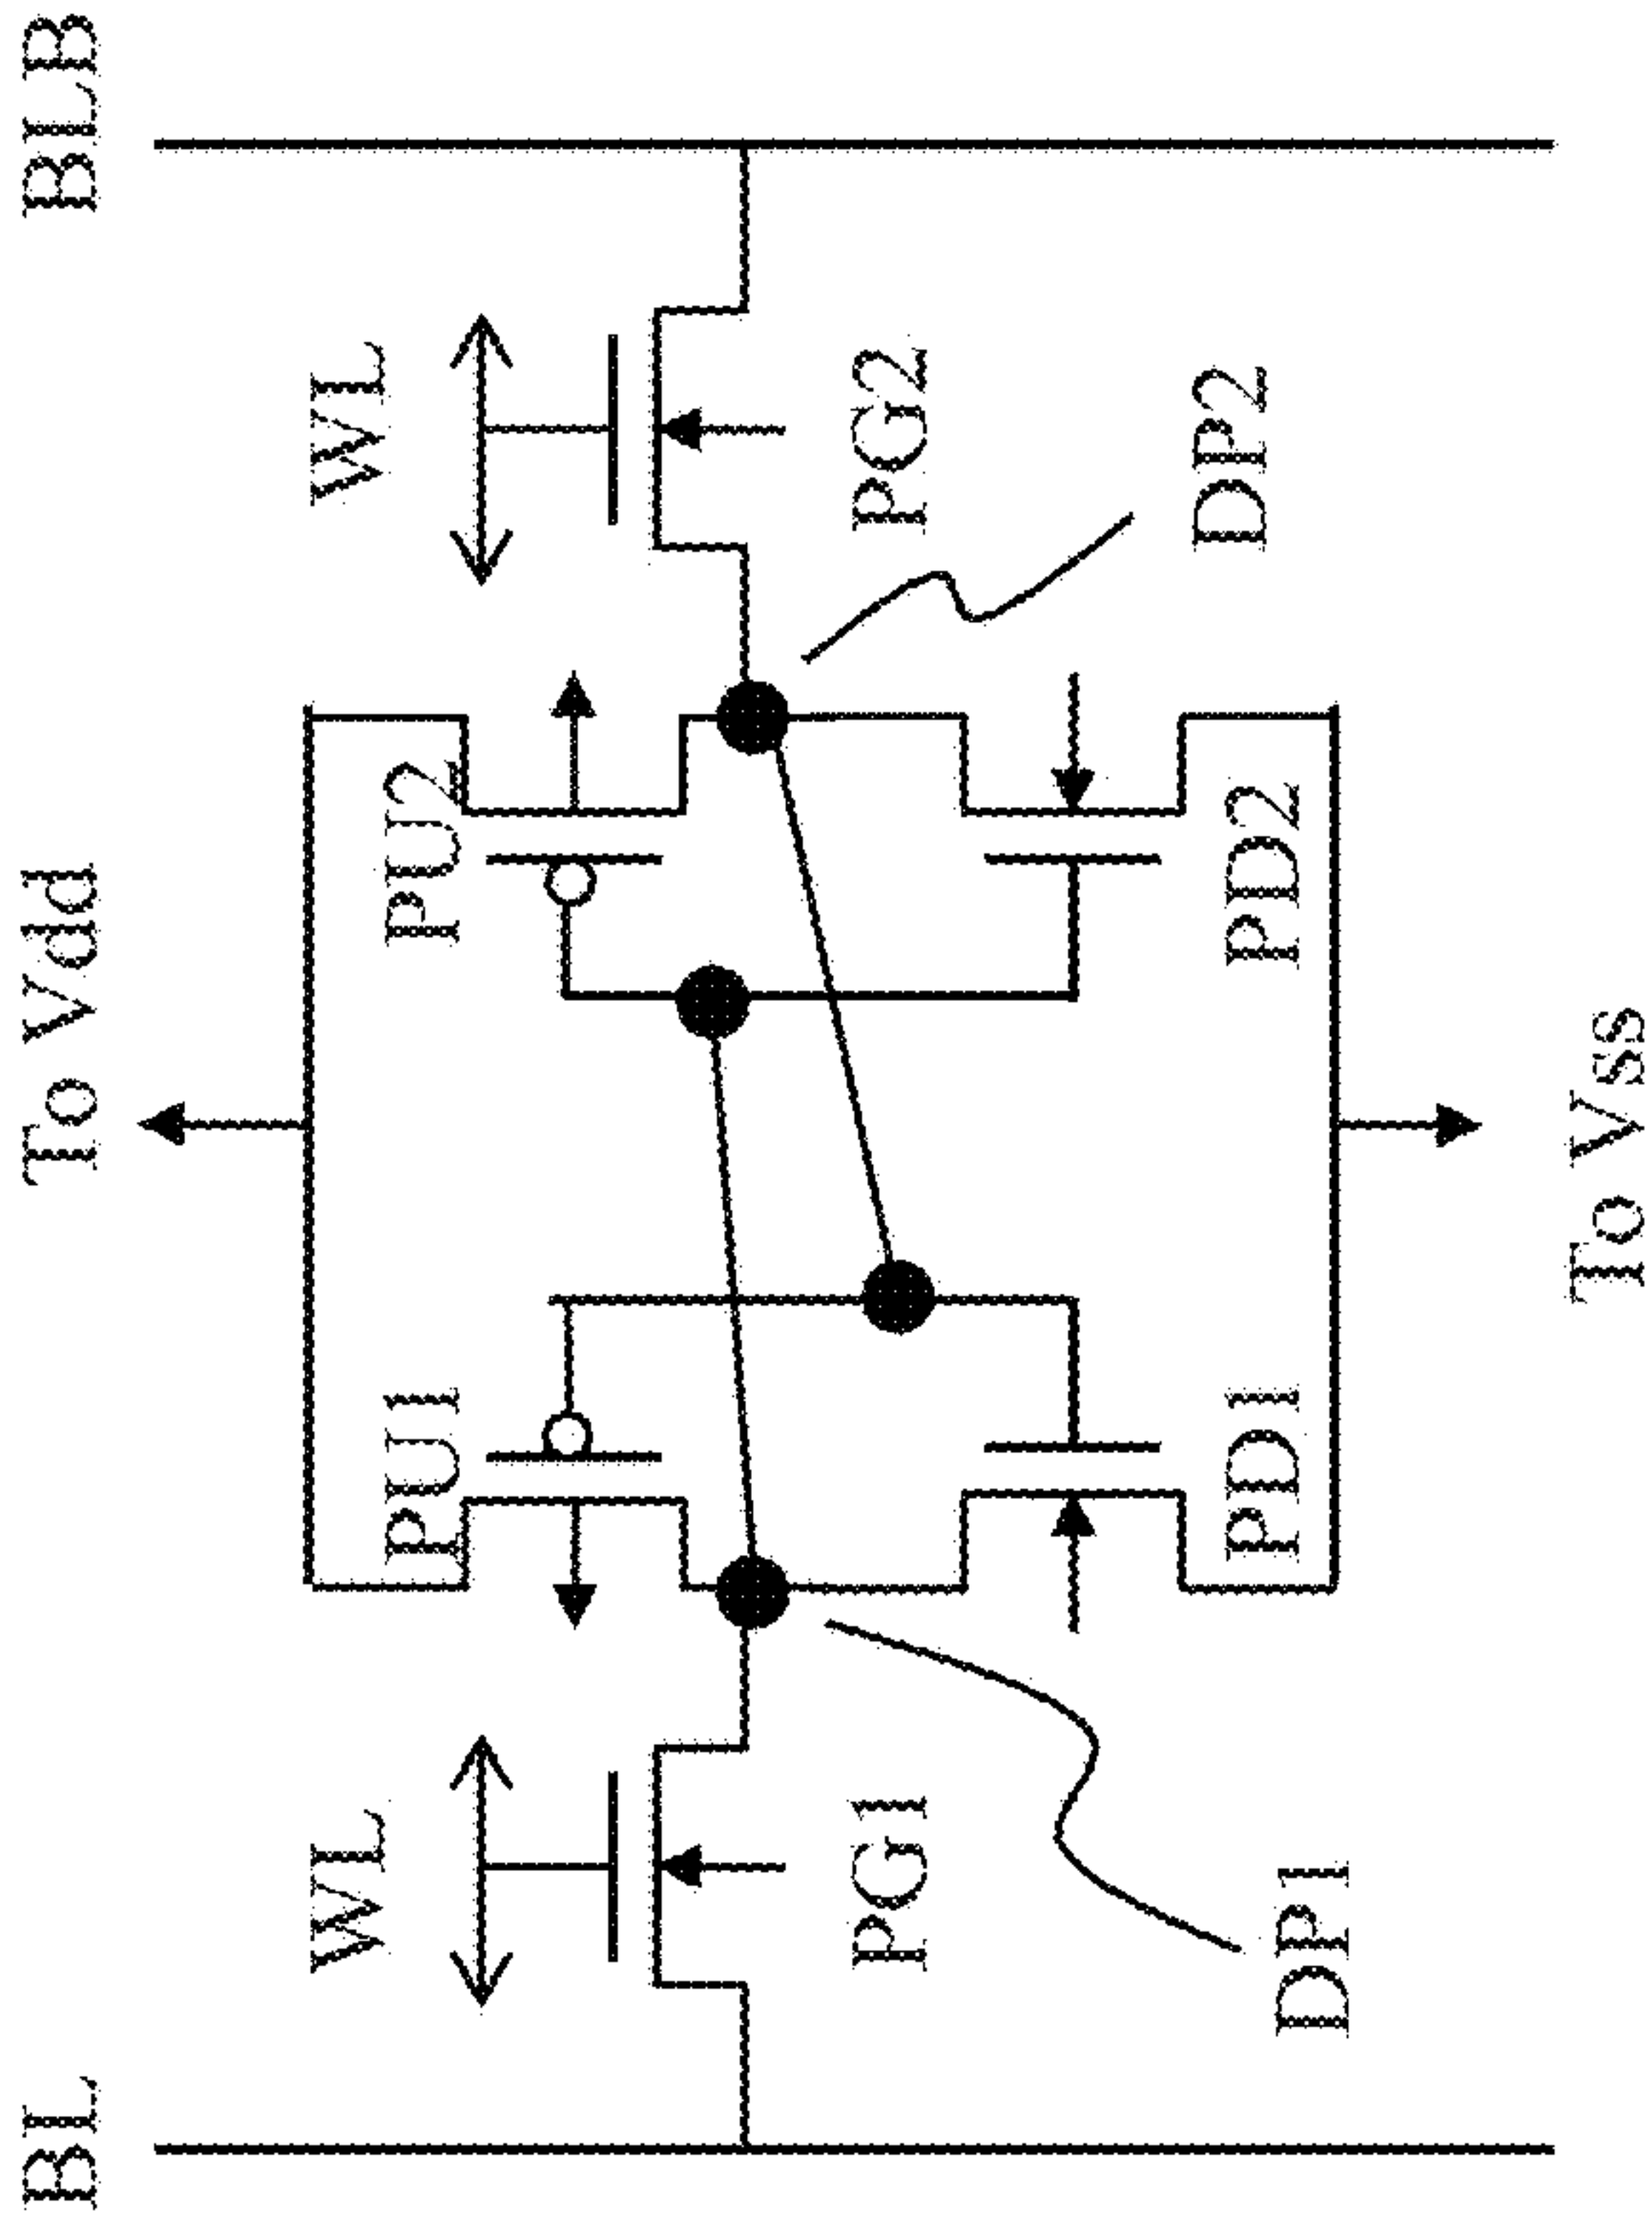 BL
To Vdd
BLB
WL
WL
PU1
PU2
PG1
PG2
DP2
PD1
PD2
DP1
To Vss